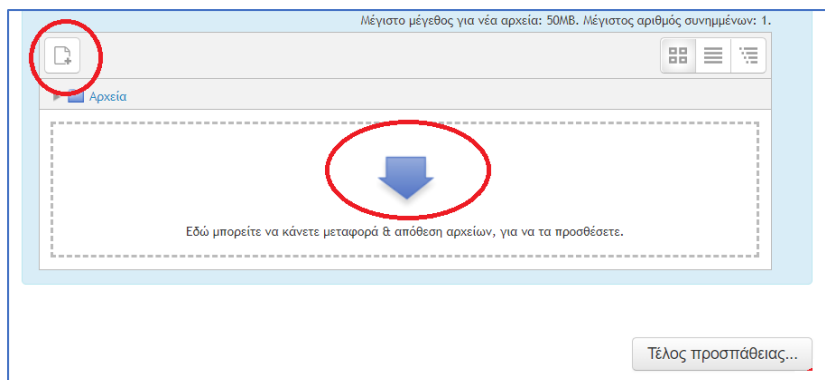 Μέγιστο μέγεθος για νέα αρχεία: 50MB. Μέγιστος αριθμός συνημμένων: 1.
Αρχεία
Εδώ μπορείτε να κάνετε μεταφορά & απόθεση αρχείων, για να τα προσθέσετε.
Τέλος προσπάθειας...